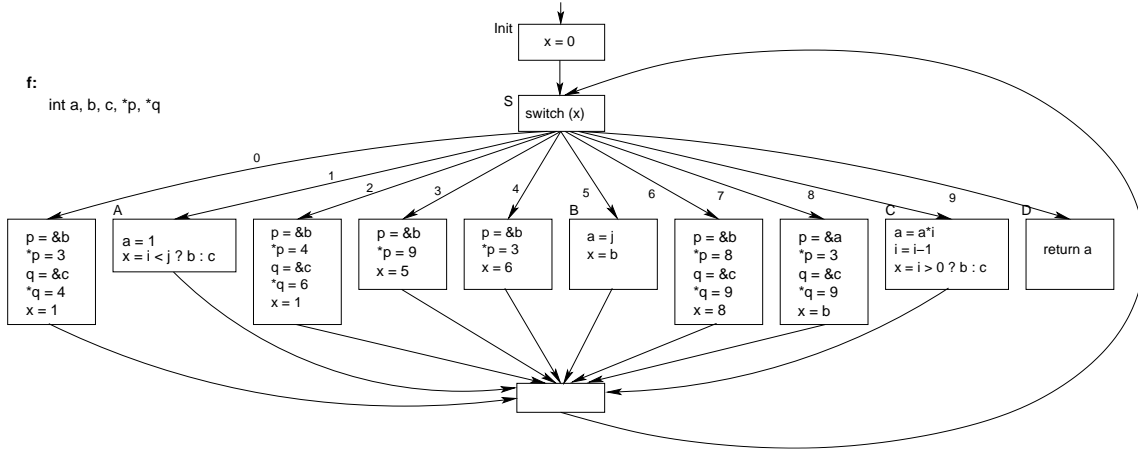 Init
x = 0
f:
int a, b, c, *p, *q
S
switch (x)
0
1
2
3
4
5
6
7
8
9
p = &b
*p = 3
q = &c
*q = 4
x = 1
A
a = 1
x = i < j ? b : c
p = &b
*p = 4
q = &c
*q = 6
x = 1
p = &b
*p = 9
x = 5
p = &b
*p = 3
x = 6
B
a = j
x = b
p = &b
*p = 8
q = &c
*q = 9
x = 8
p = &a
*p = 3
q = &c
*q = 9
x = b
C
a = a*i
i = i–1
x = i > 0 ? b : c
D
return a